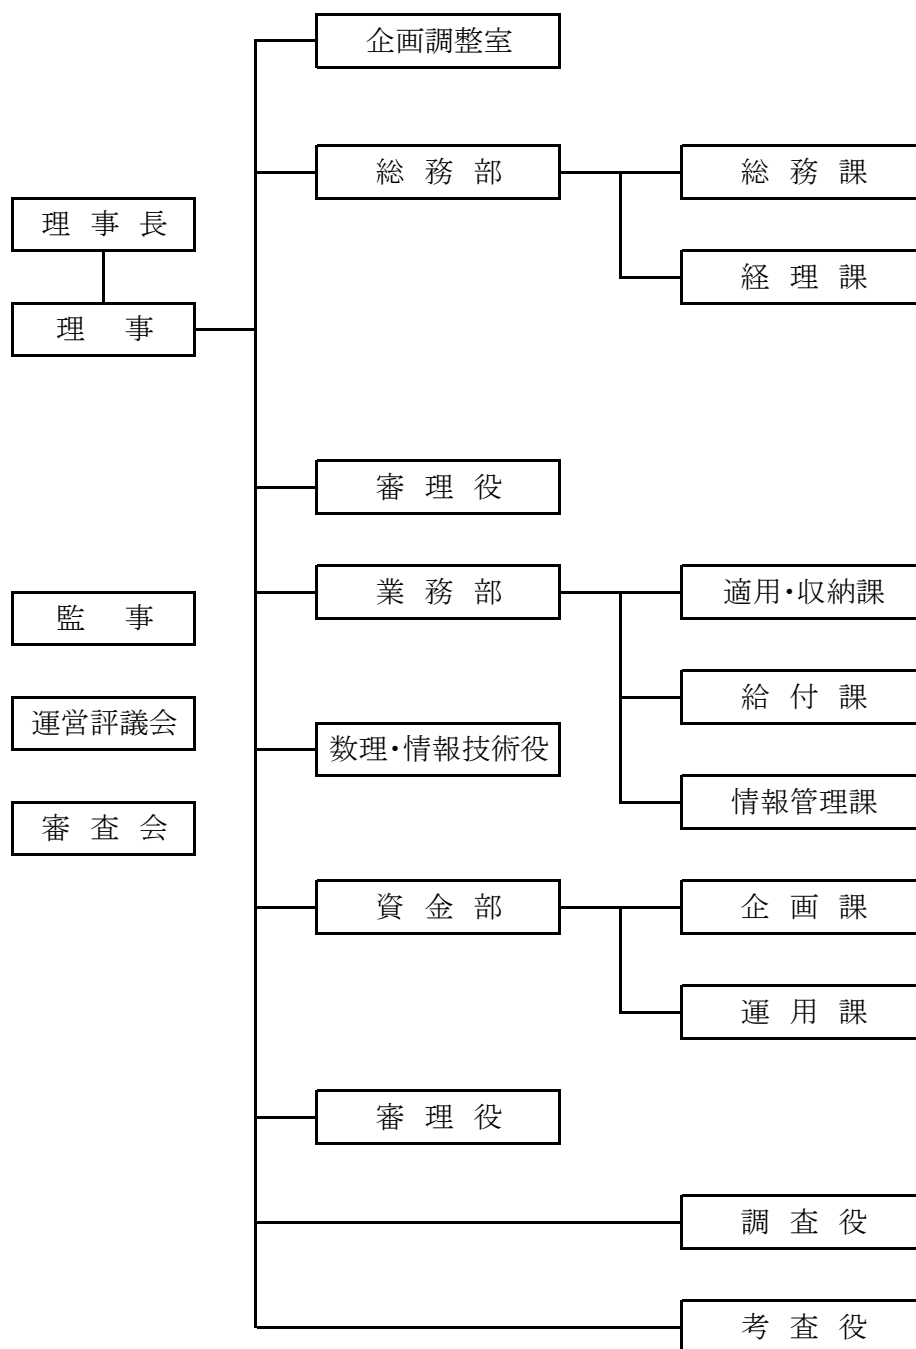 企画調整室
総務部
総務課
理事長
経理課
理事
審理役
業務部
適用・収納課
監事
給付課
運営評議会
数理・情報技術役
情報管理課
審査会
資金部
企画課
運用課
審理役
調査役
考査役